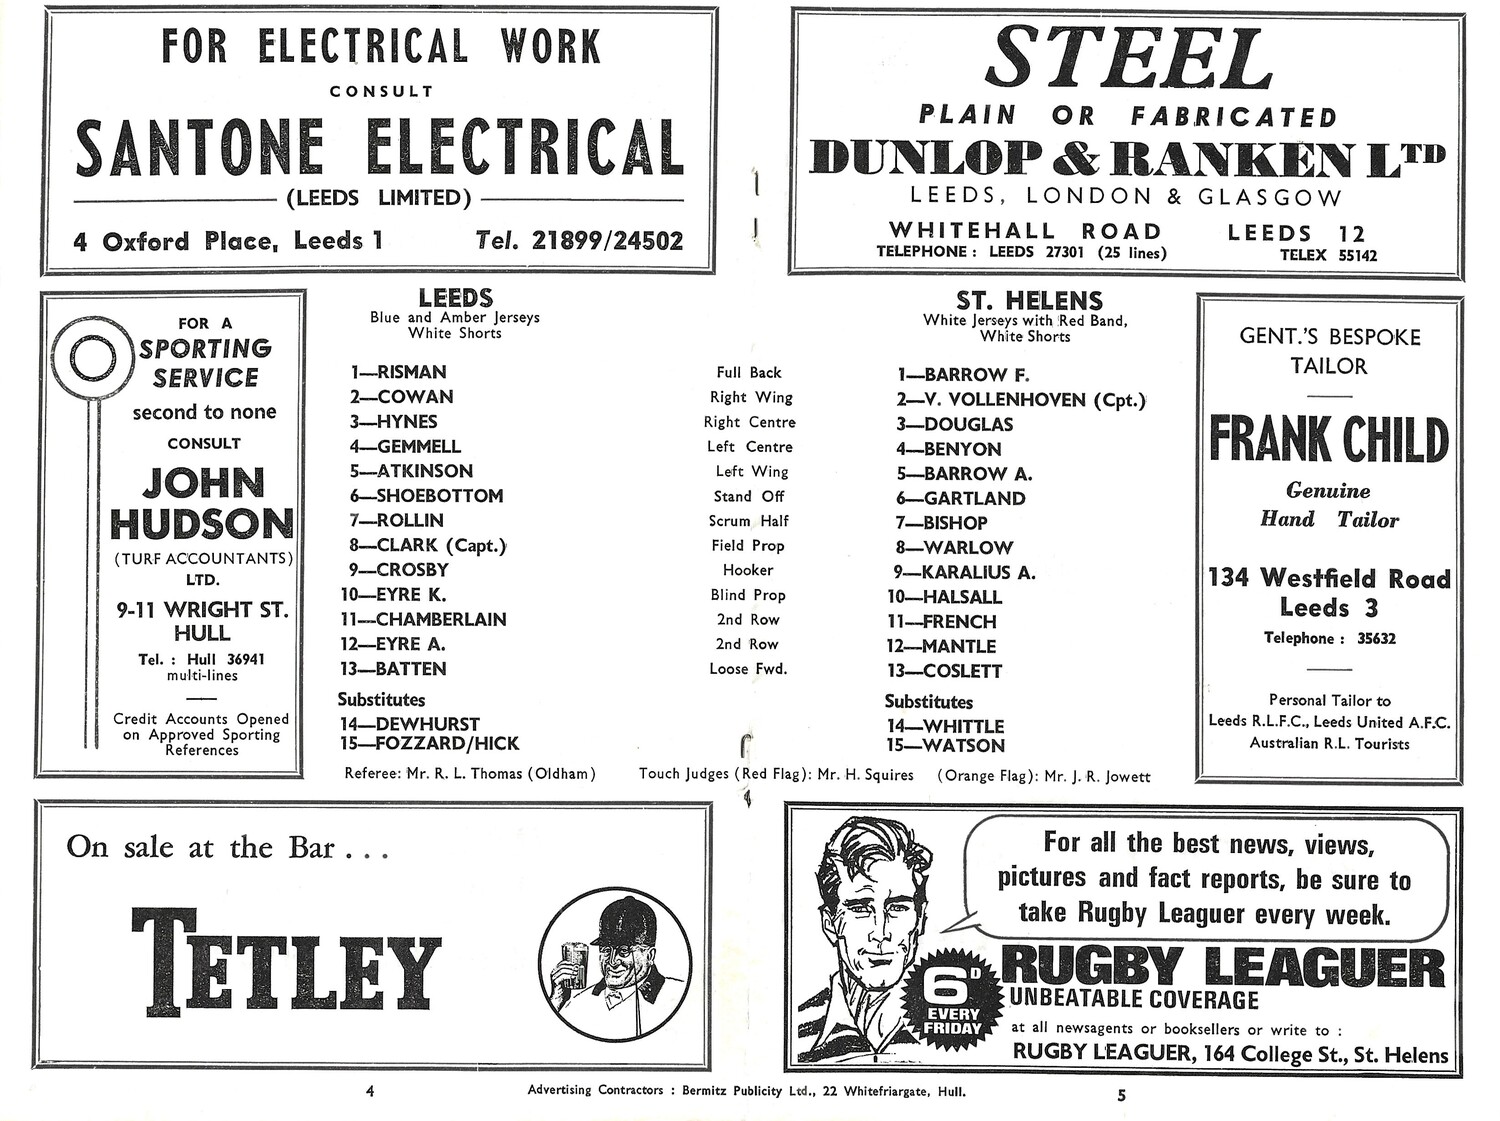 FOR ELECTRICAL WORK
CONSULT
SANTONE ELECTRICAL
(LEEDS LIMITED)
4 Oxford Place, Leeds 1 Tel. 21899/24502
STEEL
PLAIN OR FABRICATED
DUNLOP & RANKEN LTD
LEEDS, LONDON & GLASGOW
WHITEHALL ROAD LEEDS 12
TELEPHONE : LEEDS 27301 (25 lines) TELEX 55142
FOR A
SPORTING
SERVICE
second to none
CONSULT
JOHN
HUDSON
(TURF ACCOUNTANTS)
LTD.
9-11 WRIGHT ST.
HULL
Tel. : Hull 36941
multi-lines
Credit Accounts Opened
on Approved Sporting
References
LEEDS
Blue and Amber Jerseys
White Shorts
ST. HELENS
White Jerseys with Red Band,
White Shorts
1—RISMAN Full Back 1—BARROW F.
2—COWAN Right Wing 2—V. VOLLENHOVEN (Cpt.)
3—HYNES Right Centre 3—DOUGLAS
4—GEMMELL Left Centre 4—BENYON
5—ATKINSON Left Wing 5—BARROW A.
6—SHOEBOTTOM Stand Off 6—GARTLAND
7—ROLLIN Scrum Half 7—BISHOP
8—CLARK (Capt.) Field Prop 8—WARLOW
9—CROSBY Hooker 9—KARALIUS A.
10—EYRE K. Blind Prop 10—HALSALL
11—CHAMBERLAIN 2nd Row 11—FRENCH
12—EYRE A. 2nd Row 12—MANTLE
13—BATTEN Loose Fwd. 13—COSLETT
Substitutes Substitutes
14—DEWHURST 14—WHITTLE
15—FOZZARD/HICK 15—WATSON
Referee: Mr. R. L. Thomas (Oldham) Touch Judges (Red Flag): Mr. H. Squires (Orange Flag): Mr. J. R. Jowett
GENT.'S BESPOKE
TAILOR
FRANK CHILD
Genuine
Hand Tailor
134 Westfield Road
Leeds 3
Telephone : 35632
Personal Tailor to
Leeds R.L.F.C., Leeds United A.F.C.
Australian R.L. Tourists
On sale at the Bar . . .
TETLEY
For all the best news, views,
pictures and fact reports, be sure to
take Rugby Leaguer every week.
6D
EVERY
FRIDAY
RUGBY LEAGUER
UNBEATABLE COVERAGE
at all newsagents or booksellers or write to :
RUGBY LEAGUER, 164 College St., St. Helens
4 Advertising Contractors : Bermitz Publicity Ltd., 22 Whitefriargate, Hull. 5